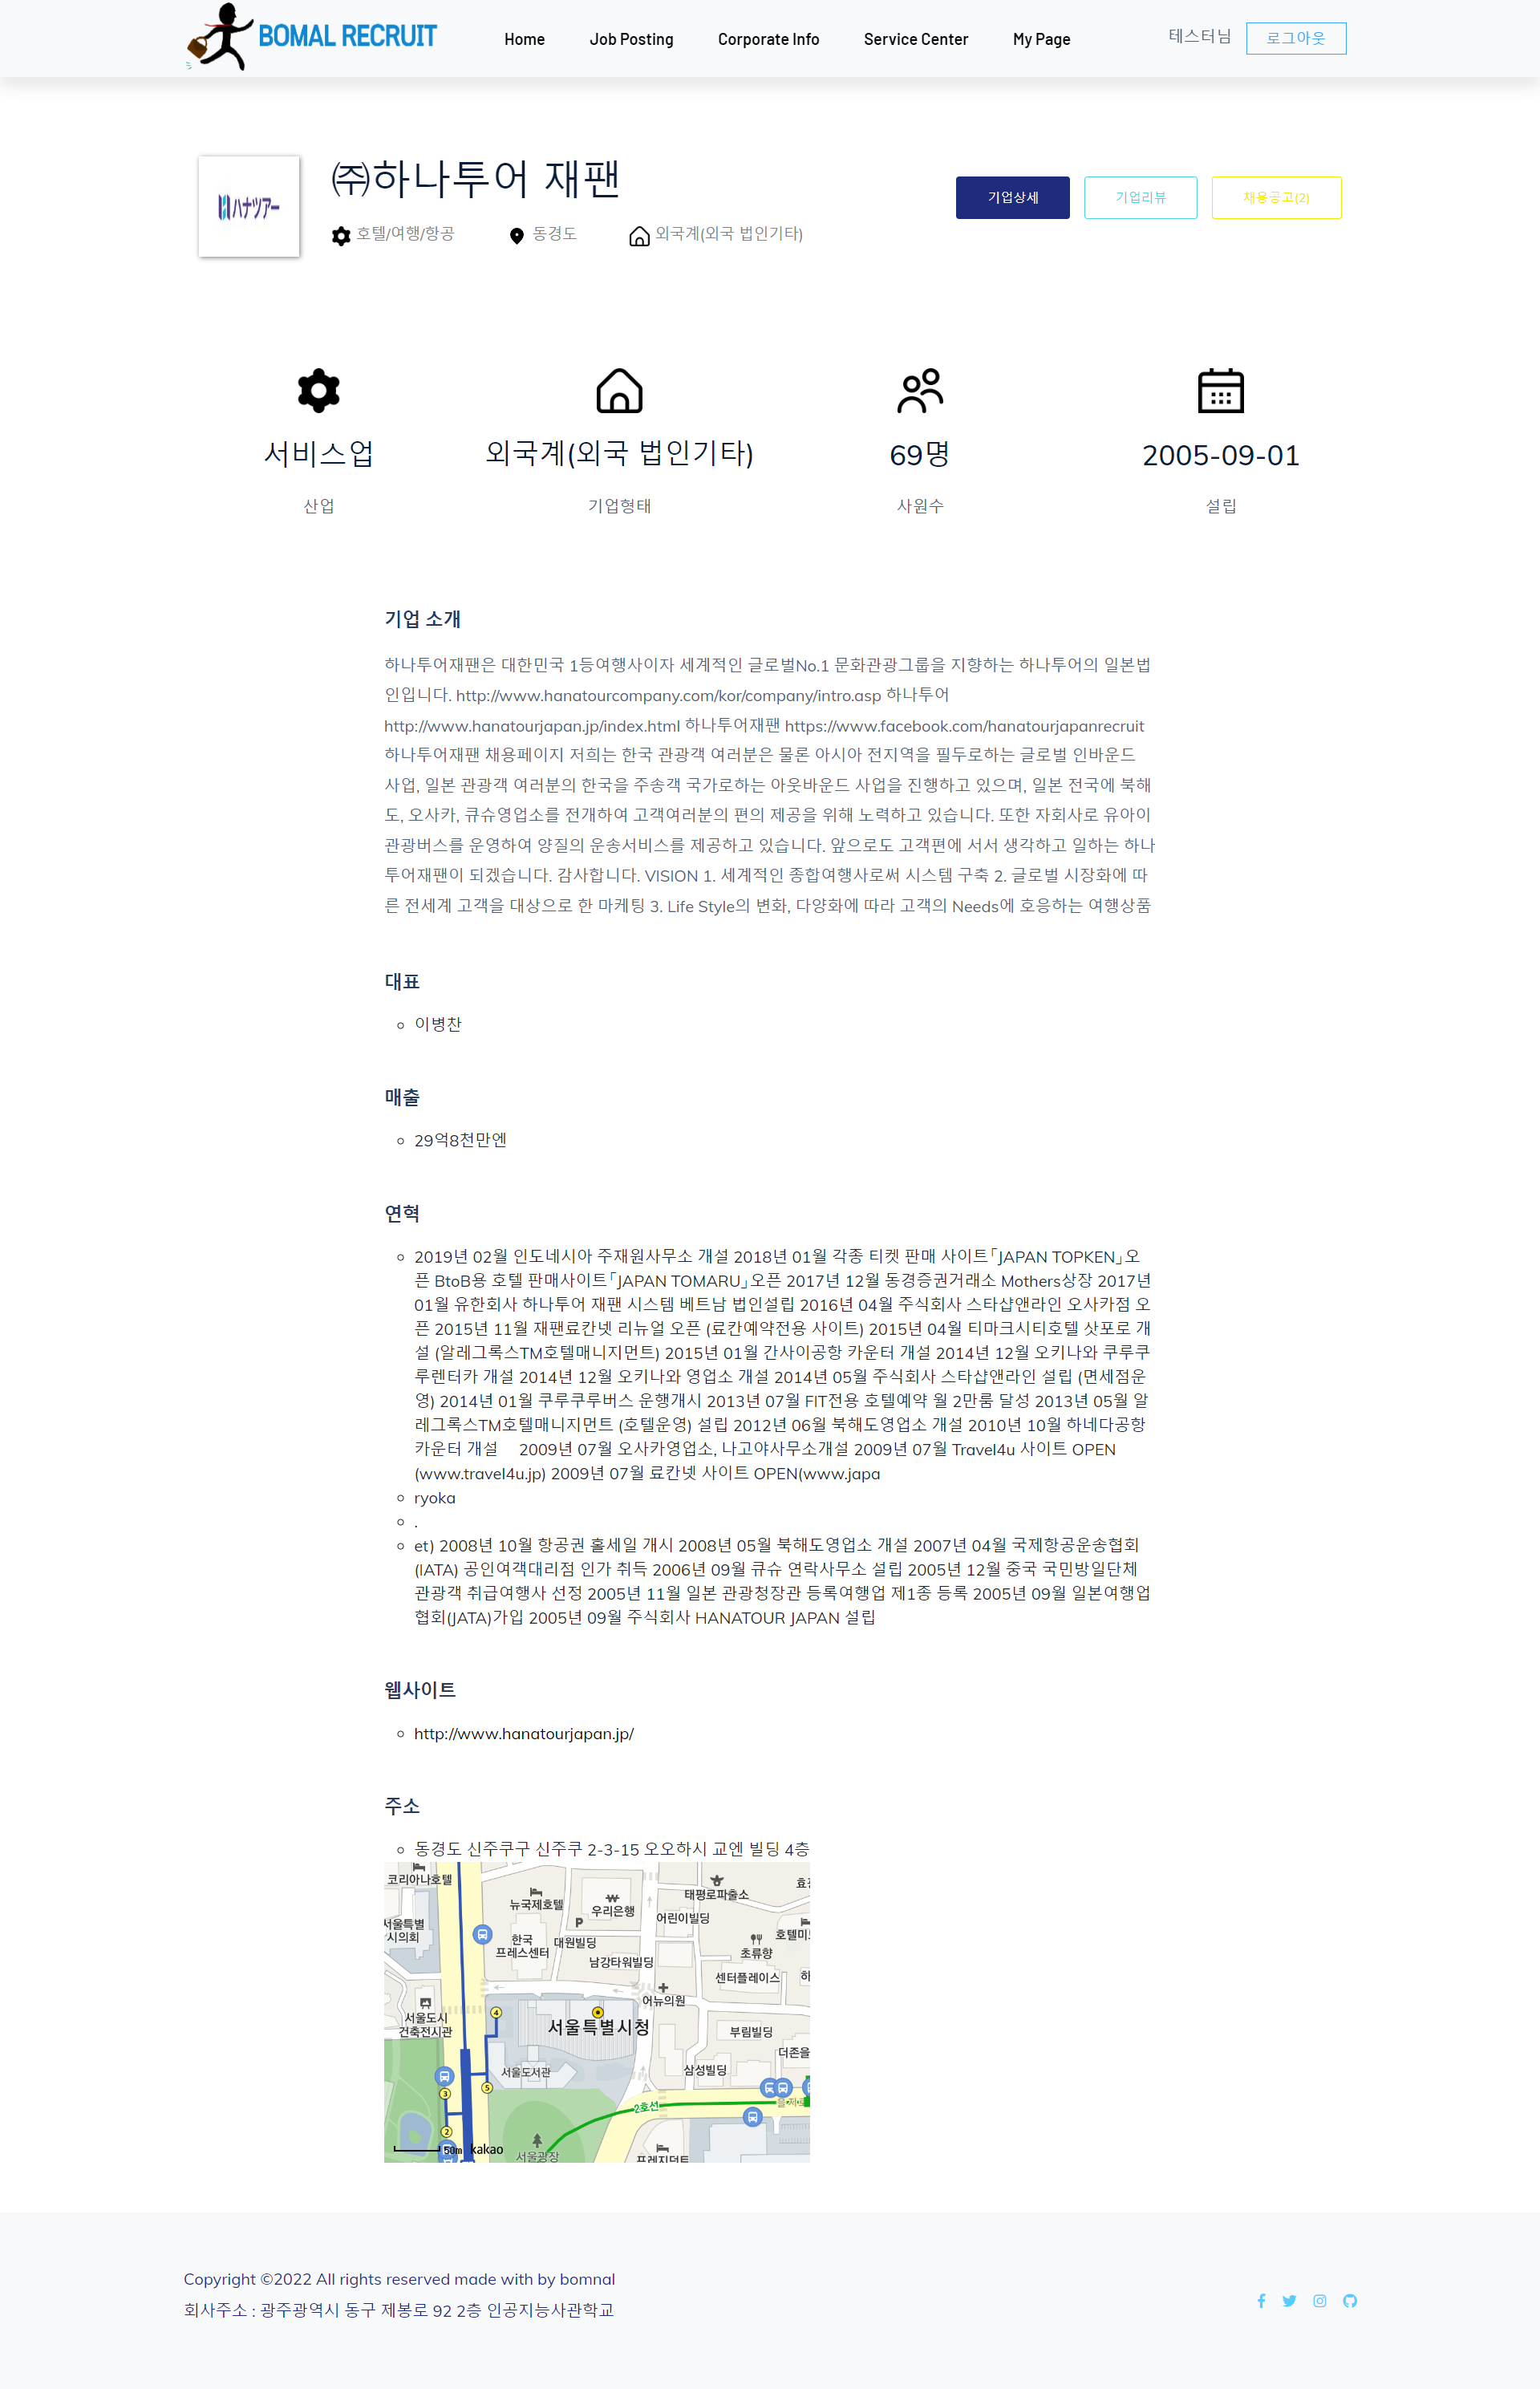 BOMAL RECRUIT
Home
Job Posting
Corporate Info
Service Center
My Page
테스터님
로그아웃
ハナツアー
㈜하나투어 재팬
호텔/여행/항공
동경도
외국계(외국 법인기타)
기업상세
기업리뷰
채용공고(2)
서비스업
산업
외국계(외국 법인기타)
기업형태
69명
사원수
2005-09-01
설립
기업 소개
하나투어재팬은 대한민국 1등여행사이자 세계적인 글로벌No.1 문화관광그룹을 지향하는 하나투어의 일본법
인입니다. http://www.hanatourcompany.com/kor/company/intro.asp 하나투어
http://www.hanatourjapan.jp/index.html 하나투어재팬 https://www.facebook.com/hanatourjapanrecruit
하나투어재팬 채용페이지 저희는 한국 관광객 여러분은 물론 아시아 전지역을 필두로하는 글로벌 인바운드
사업, 일본 관광객 여러분의 한국을 주송객 국가로하는 아웃바운드 사업을 진행하고 있으며, 일본 전국에 북해
도, 오사카, 큐슈영업소를 전개하여 고객여러분의 편의 제공을 위해 노력하고 있습니다. 또한 자회사로 유아이
관광버스를 운영하여 양질의 운송서비스를 제공하고 있습니다. 앞으로도 고객편에 서서 생각하고 일하는 하나
투어재팬이 되겠습니다. 감사합니다. VISION 1. 세계적인 종합여행사로써 시스템 구축 2. 글로벌 시장화에 따
른 전세계 고객을 대상으로 한 마케팅 3. Life Style의 변화, 다양화에 따라 고객의 Needs에 호응하는 여행상품
대표
이병찬
매출
29억8천만엔
연혁
2019년 02월 인도네시아 주재원사무소 개설 2018년 01월 각종 티켓 판매 사이트「JAPAN TOPKEN」오
픈 BtoB용 호텔 판매사이트「JAPAN TOMARU」오픈 2017년 12월 동경증권거래소 Mothers상장 2017년
01월 유한회사 하나투어 재팬 시스템 베트남 법인설립 2016년 04월 주식회사 스타샵앤라인 오사카점 오
픈 2015년 11월 재팬료칸넷 리뉴얼 오픈 (료칸예약전용 사이트) 2015년 04월 티마크시티호텔 삿포로 개
설 (알레그록스TM호텔매니지먼트) 2015년 01월 간사이공항 카운터 개설 2014년 12월 오키나와 쿠루쿠
루렌터카 개설 2014년 12월 오키나와 영업소 개설 2014년 05월 주식회사 스타샵앤라인 설립 (면세점운
영) 2014년 01월 쿠루쿠루버스 운행개시 2013년 07월 FIT전용 호텔예약 월 2만룸 달성 2013년 05월 알
레그록스TM호텔매니지먼트 (호텔운영) 설립 2012년 06월 북해도영업소 개설 2010년 10월 하네다공항
카운터 개설 2009년 07월 오사카영업소, 나고야사무소개설 2009년 07월 Travel4u 사이트 OPEN
(www.travel4u.jp) 2009년 07월 료칸넷 사이트 OPEN(www.japa
ryoka
.
et) 2008년 10월 항공권 홀세일 개시 2008년 05월 북해도영업소 개설 2007년 04월 국제항공운송협회
(IATA) 공인여객대리점 인가 취득 2006년 09월 큐슈 연락사무소 설립 2005년 12월 중국 국민방일단체
관광객 취급여행사 선정 2005년 11월 일본 관광청장관 등록여행업 제1종 등록 2005년 09월 일본여행업
협회(JATA)가입 2005년 09월 주식회사 HANATOUR JAPAN 설립
웹사이트
http://www.hanatourjapan.jp/
주소
동경도 신주쿠구 신주쿠 2-3-15 오오하시 교엔 빌딩 4층
코리아나호텔
뉴국제호텔
우리은행
태평로파출소
서울특별
시의회
어린이빌딩
한국
프레스센터
대원빌딩
호텔미
초류향
남강타워빌딩
센터플레이스
어뉴의원
서울도시
건축전시관
4
서울특별시청
부림빌딩
더존을
서울도서관
삼성빌딩
3
5
2호선
2
50m
kakao
서울광장
프레지던트
Copyright ©2022 All rights reserved made with by bomnal
회사주소 : 광주광역시 동구 제봉로 92 2층 인공지능사관학교